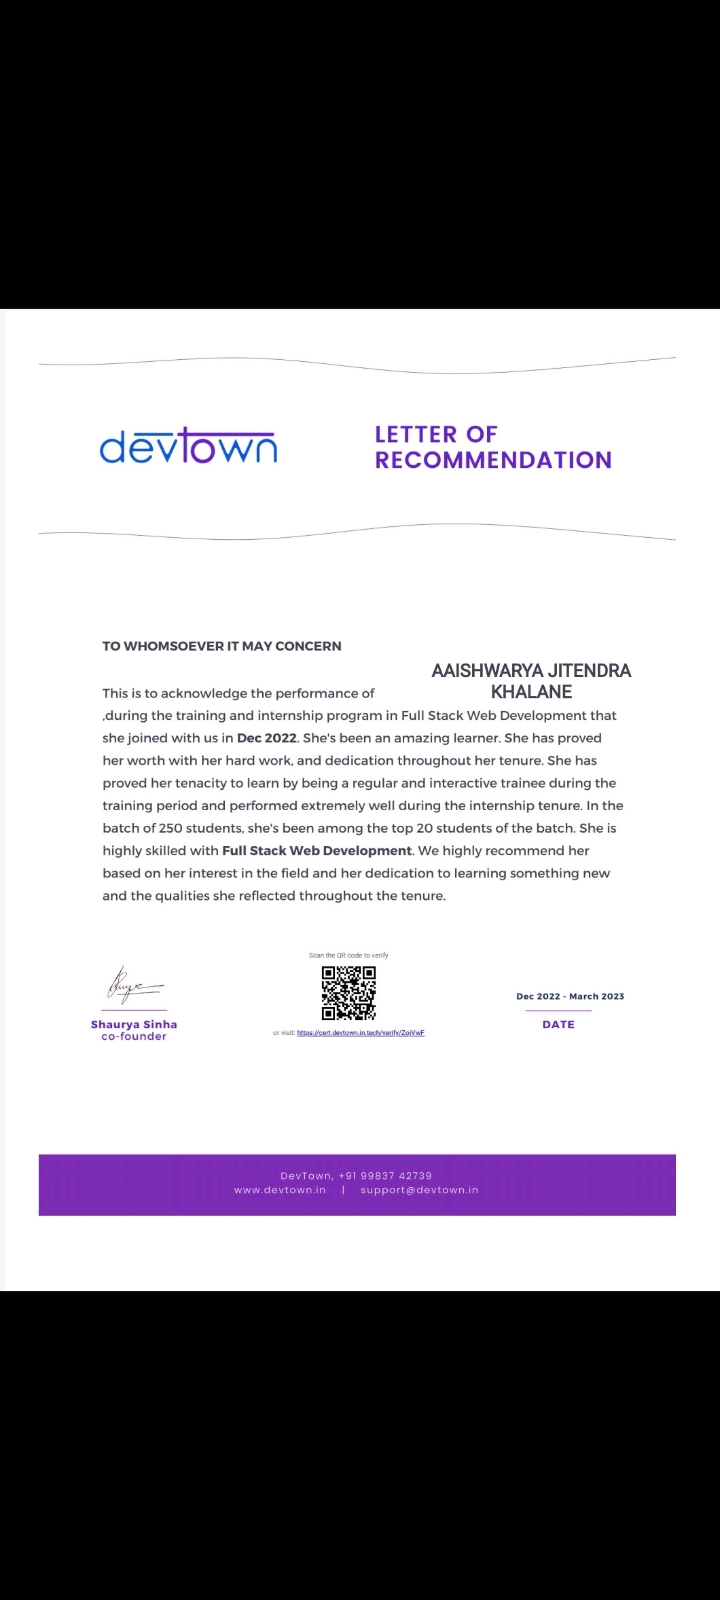 devtown
LETTER OF
RECOMMENDATION
TO WHOMSOEVER IT MAY CONCERN
AAISHWARYA JITENDRA
KHALANE
This is to acknowledge the performance of
,during the training and internship program in Full Stack Web Development that
she joined with us in Dec 2022. She's been an amazing learner. She has proved
her worth with her hard work, and dedication throughout her tenure. She has
proved her tenacity to learn by being a regular and interactive trainee during the
training period and performed extremely well during the internship tenure. In the
batch of 250 students, she's been among the top 20 students of the batch. She is
highly skilled with Full Stack Web Development. We highly recommend her
based on her interest in the field and her dedication to learning something new
and the qualities she reflected throughout the tenure.
Scan the QR code to verify
Dec 2022 - March 2023
Shaurya Sinha
co-founder
DATE
or visit: https://cert.devtown.in.tech/verify/ZojVwF
DevTown, +91 99837 42739
www.devtown.in | support@devtown.in